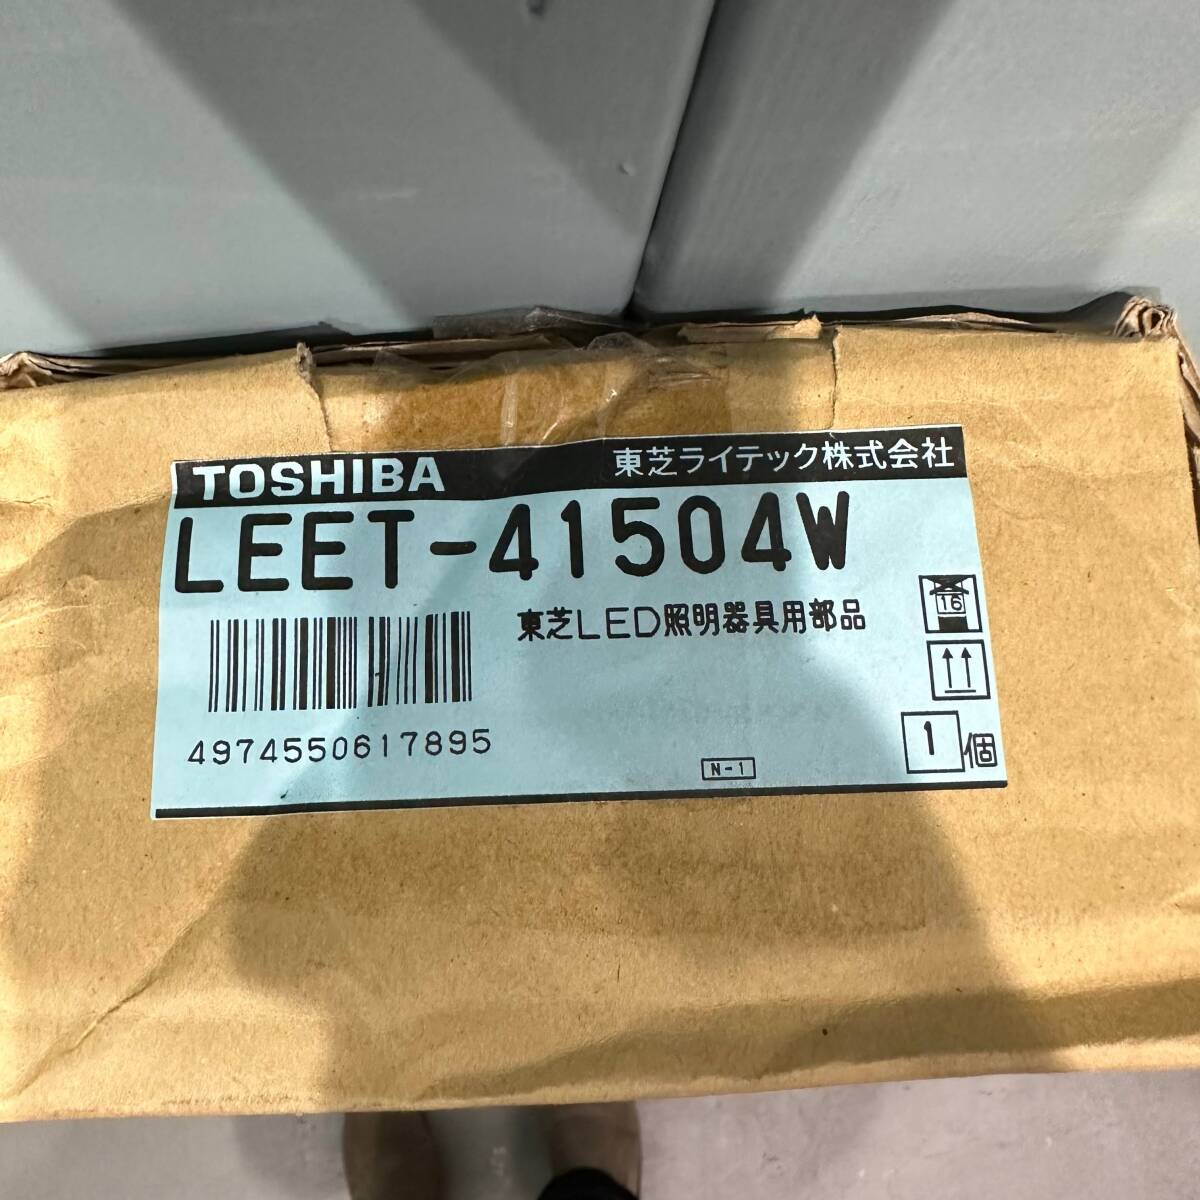 TOSHIBA 東芝ライテック株式会社
LEET-41504W
東芝LED照明器具用部品
16
4974550617895
1個
N-1